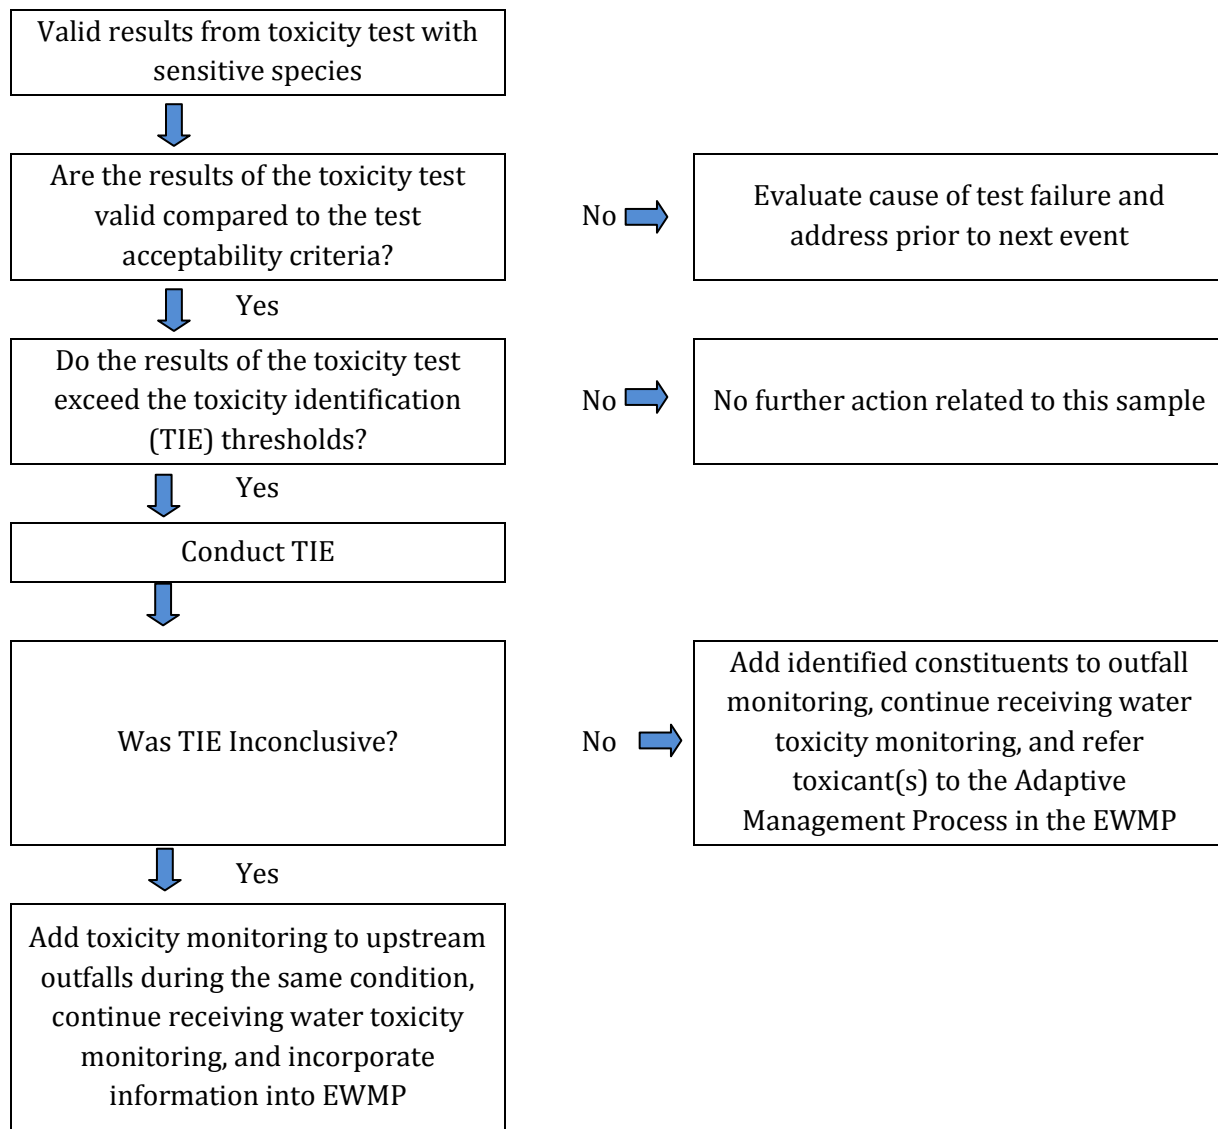 Valid results from toxicity test with
sensitive species
Are the results of the toxicity test
valid compared to the test
acceptability criteria?
No
Evaluate cause of test failure and
address prior to next event
Yes
Do the results of the toxicity test
exceed the toxicity identification
(TIE) thresholds?
No
No further action related to this sample
Yes
Conduct TIE
Was TIE Inconclusive?
No
Add identified constituents to outfall
monitoring, continue receiving water
toxicity monitoring, and refer
toxicant(s) to the Adaptive
Management Process in the EWMP
Yes
Add toxicity monitoring to upstream
outfalls during the same condition,
continue receiving water toxicity
monitoring, and incorporate
information into EWMP